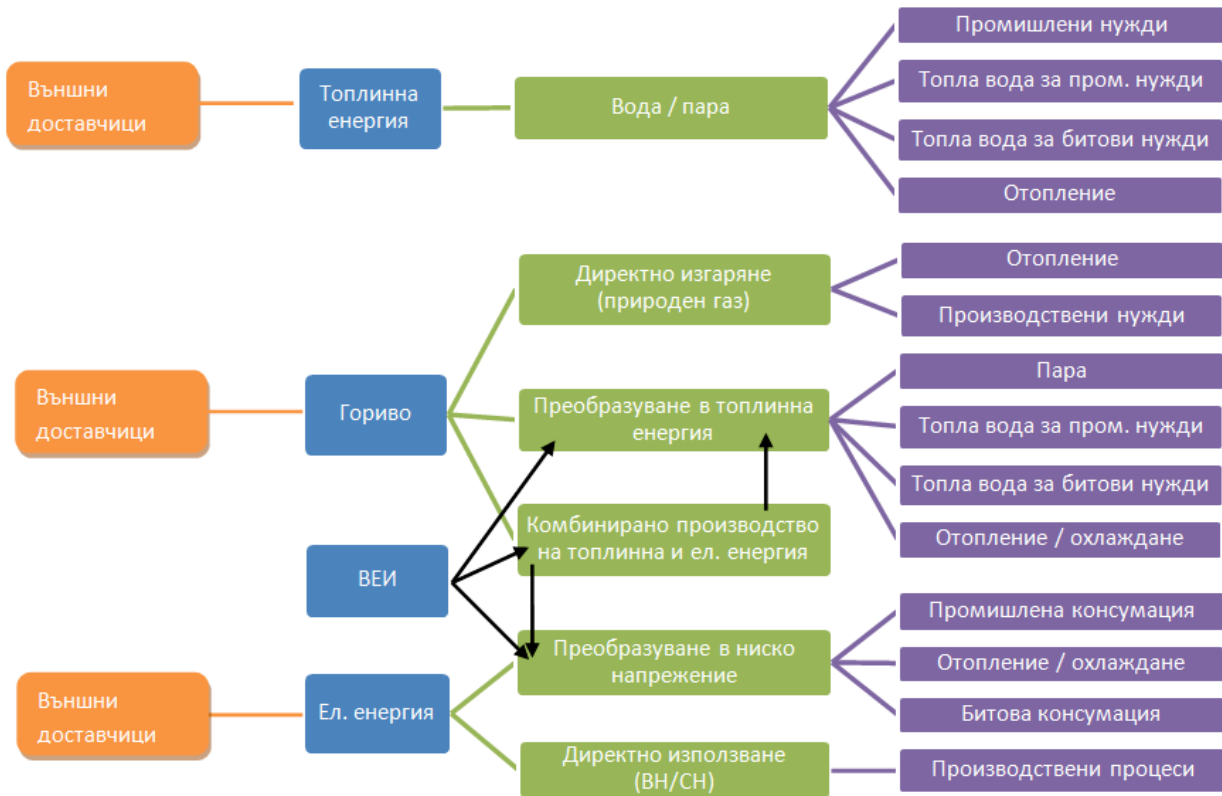 Външни
доставчици
Топлинна
енергия
Вода / пара
Промишлени нужди
Топла вода за пром. нужди
Топла вода за битови нужди
Отопление
Външни
доставчици
Гориво
Директно изгаряне
(природен газ)
Отопление
Производствени нужди
Преобразуване в топлинна
енергия
Пара
Топла вода за пром. нужди
Топла вода за битови нужди
Отопление / охлаждане
Комбинирано производство
на топлинна и ел. енергия
ВЕИ
Външни
доставчици
Ел. енергия
Преобразуване в ниско
напрежение
Промишлена консумация
Отопление / охлаждане
Битова консумация
Директно използване
(ВН/СН)
Производствени процеси